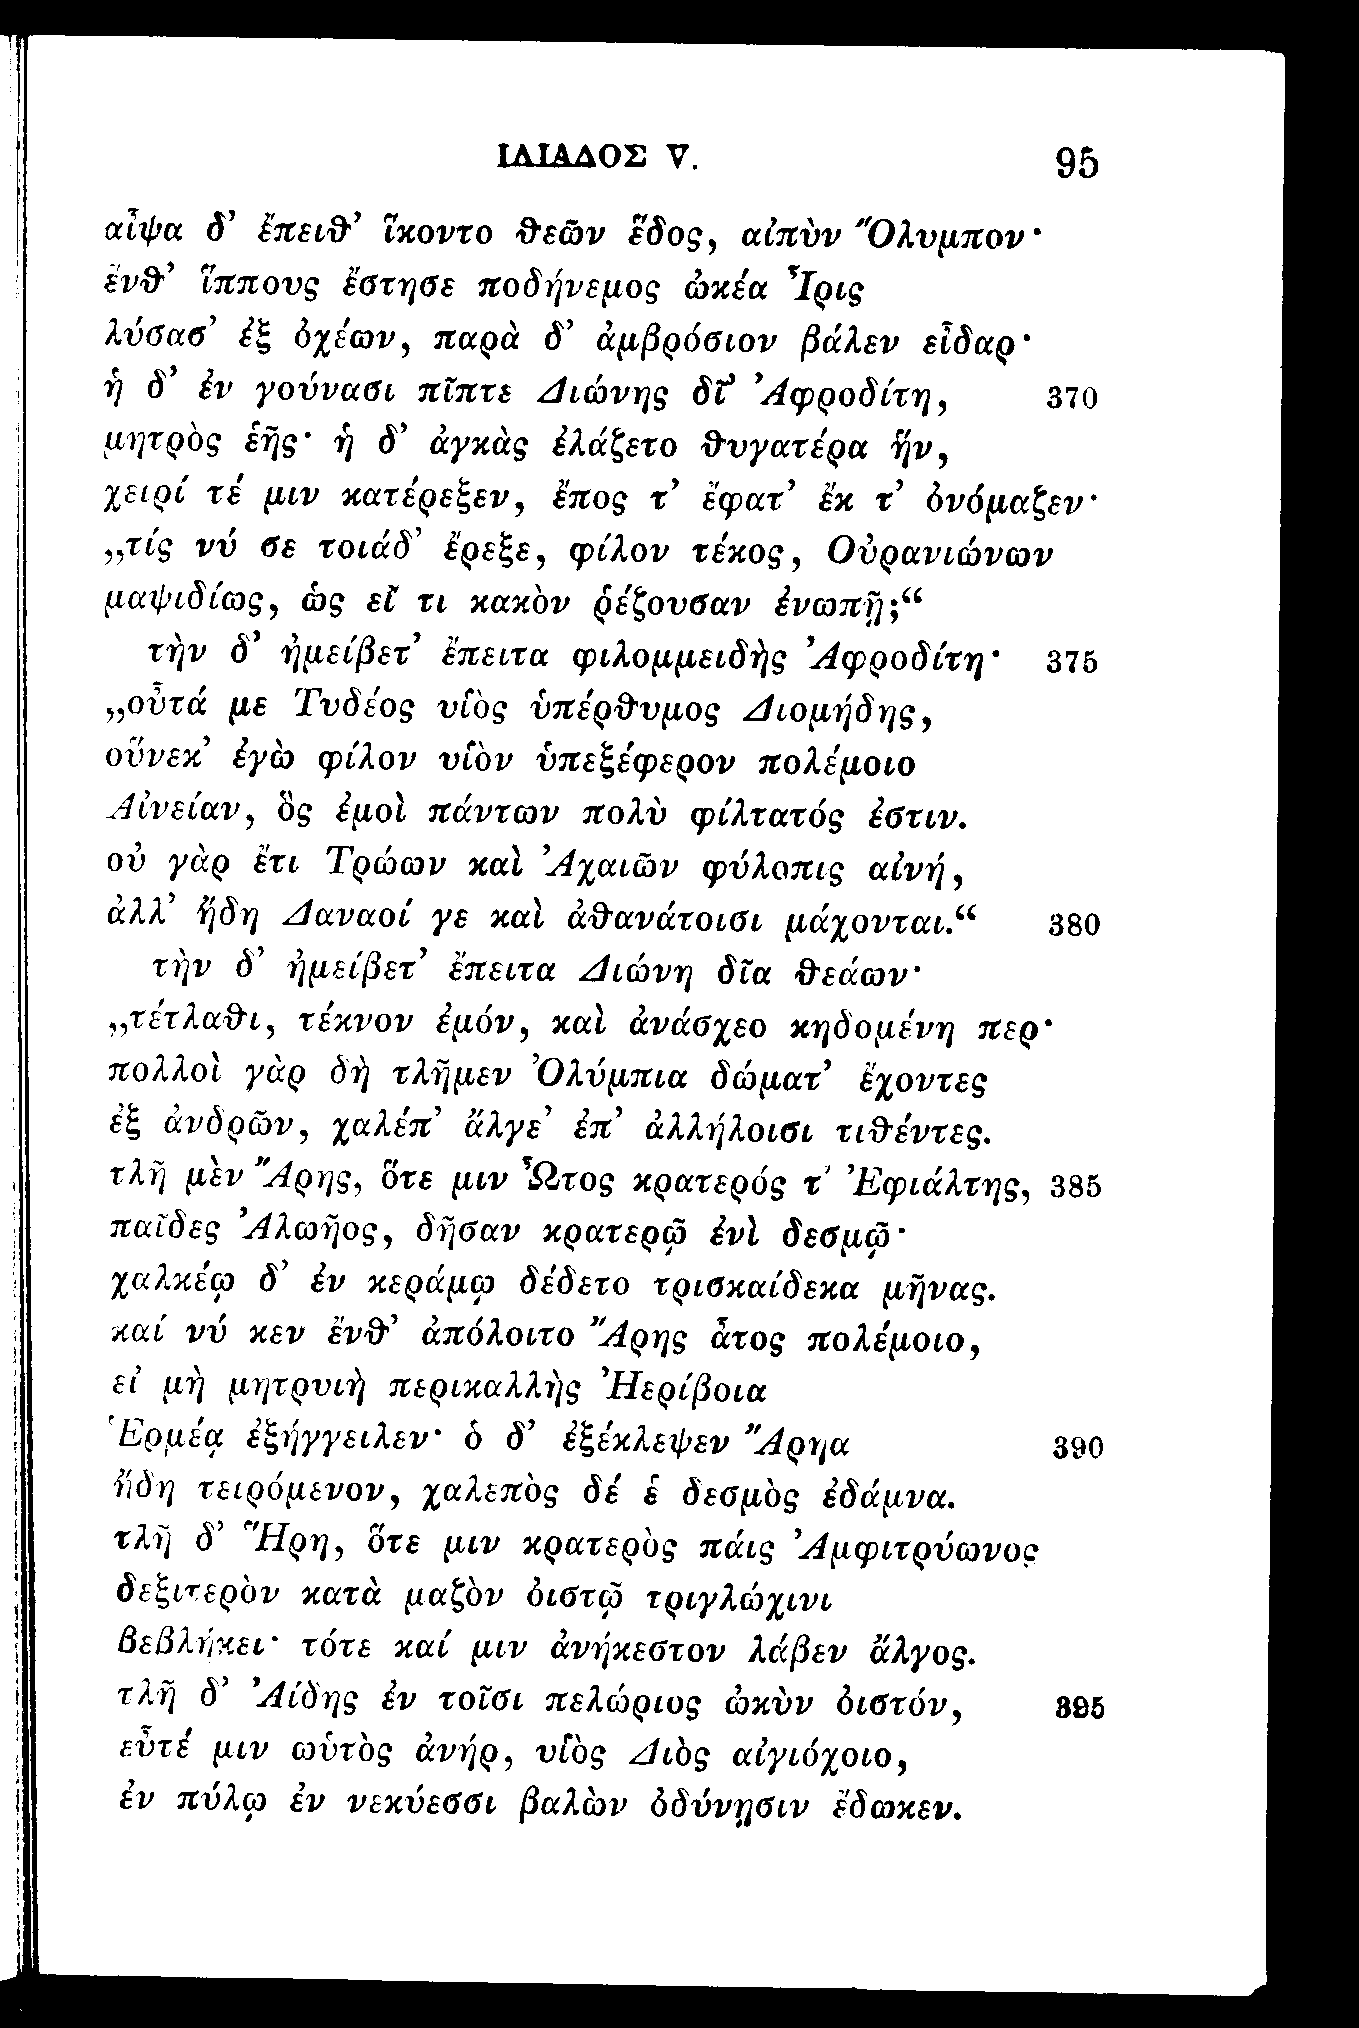 ΙΛΙΑΔΟΣ V. 95
αἶψα δ’ ἔπειϑ’ ἵκοντο ϑεῶν ἕδος, αἰπὺν Ὄλυμπον·
ἔνϑ’ ἵππους ἔστησε ποδήνεμος ὠκέα Ἶρις
λύσασ’ ἐξ ὀχέων, παρὰ δ’ ἀμβρόσιον βάλεν εἶδαρ·
ἡ δ’ ἐν γούνασι πῖπτε Διώνης δῖ’ Ἀφροδίτη, 370
μητρὸς ἑῆς· ἡ δ’ ἀγκὰς ἐλάζετο ϑυγατέρα ἥν,
χειρί τέ μιν κατέρεξεν, ἔπος τ’ ἔφατ’ ἔκ τ’ ὀνόμαζεν·
„τίς νύ σε τοιάδ’ ἔρεξε, φίλον τέκος, Οὐρανιώνων
μαψιδίως, ὡς εἴ τι κακὸν ῥέζουσαν ἐνωπῇ;“
τὴν δ’ ἠμείβετ’ ἔπειτα φιλομμειδὴς Ἀφροδίτη· 375
„οὖτά με Τυδέος υἱὸς ὑπέρϑυμος Διομήδης,
οὕνεκ’ ἐγὼ φίλον υἱὸν ὑπεξέφερον πολέμοιο
Αἰνείαν, ὃς ἐμοὶ πάντων πολὺ φίλτατός ἐστιν.
οὐ γὰρ ἔτι Τρώων καὶ Ἀχαιῶν φύλοπις αἰνή,
ἀλλ’ ἤδη Δαναοί γε καὶ ἀϑανάτοισι μάχονται.“ 380
τὴν δ’ ἠμείβετ’ ἔπειτα Διώνη δῖα ϑεάων·
„τέτλαϑι, τέκνον ἐμόν, καὶ ἀνάσχεο κηδομένη περ·
πολλοὶ γὰρ δὴ τλῆμεν Ὀλύμπια δώματ’ ἔχοντες
ἐξ ἀνδρῶν, χαλέπ’ ἄλγε’ ἐπ’ ἀλλήλοισι τιϑέντες.
τλῆ μὲν Ἄρης, ὅτε μιν Ὦτος κρατερός τ’ Ἐφιάλτης, 385
παῖδες Ἀλωῆος, δῆσαν κρατερῷ ἐνὶ δεσμῷ·
χαλκέῳ δ’ ἐν κεράμῳ δέδετο τρισκαίδεκα μῆνας.
καί νύ κεν ἔνϑ’ ἀπόλοιτο Ἄρης ἆτος πολέμοιο,
εἰ μὴ μητρυιὴ περικαλλὴς Ἠερίβοια
Ἑρμέᾳ ἐξήγγειλεν· ὁ δ’ ἐξέκλεψεν Ἄρηα 390
ἤδη τειρόμενον, χαλεπὸς δέ ἑ δεσμὸς ἐδάμνα.
τλῆ δ’ Ἥρη, ὅτε μιν κρατερὸς πάις Ἀμφιτρύωνος
δεξιτερὸν κατὰ μαζὸν ὀιστῷ τριγλώχινι
βεβλήκει· τότε καί μιν ἀνήκεστον λάβεν ἄλγος.
τλῆ δ’ Ἀίδης ἐν τοῖσι πελώριος ὠκὺν ὀιστόν, 395
εὖτέ μιν ωὑτὸς ἀνήρ, υἱὸς Διὸς αἰγιόχοιο,
ἐν πύλῳ ἐν νεκύεσσι βαλὼν ὀδύνῃσιν ἔδωκεν.